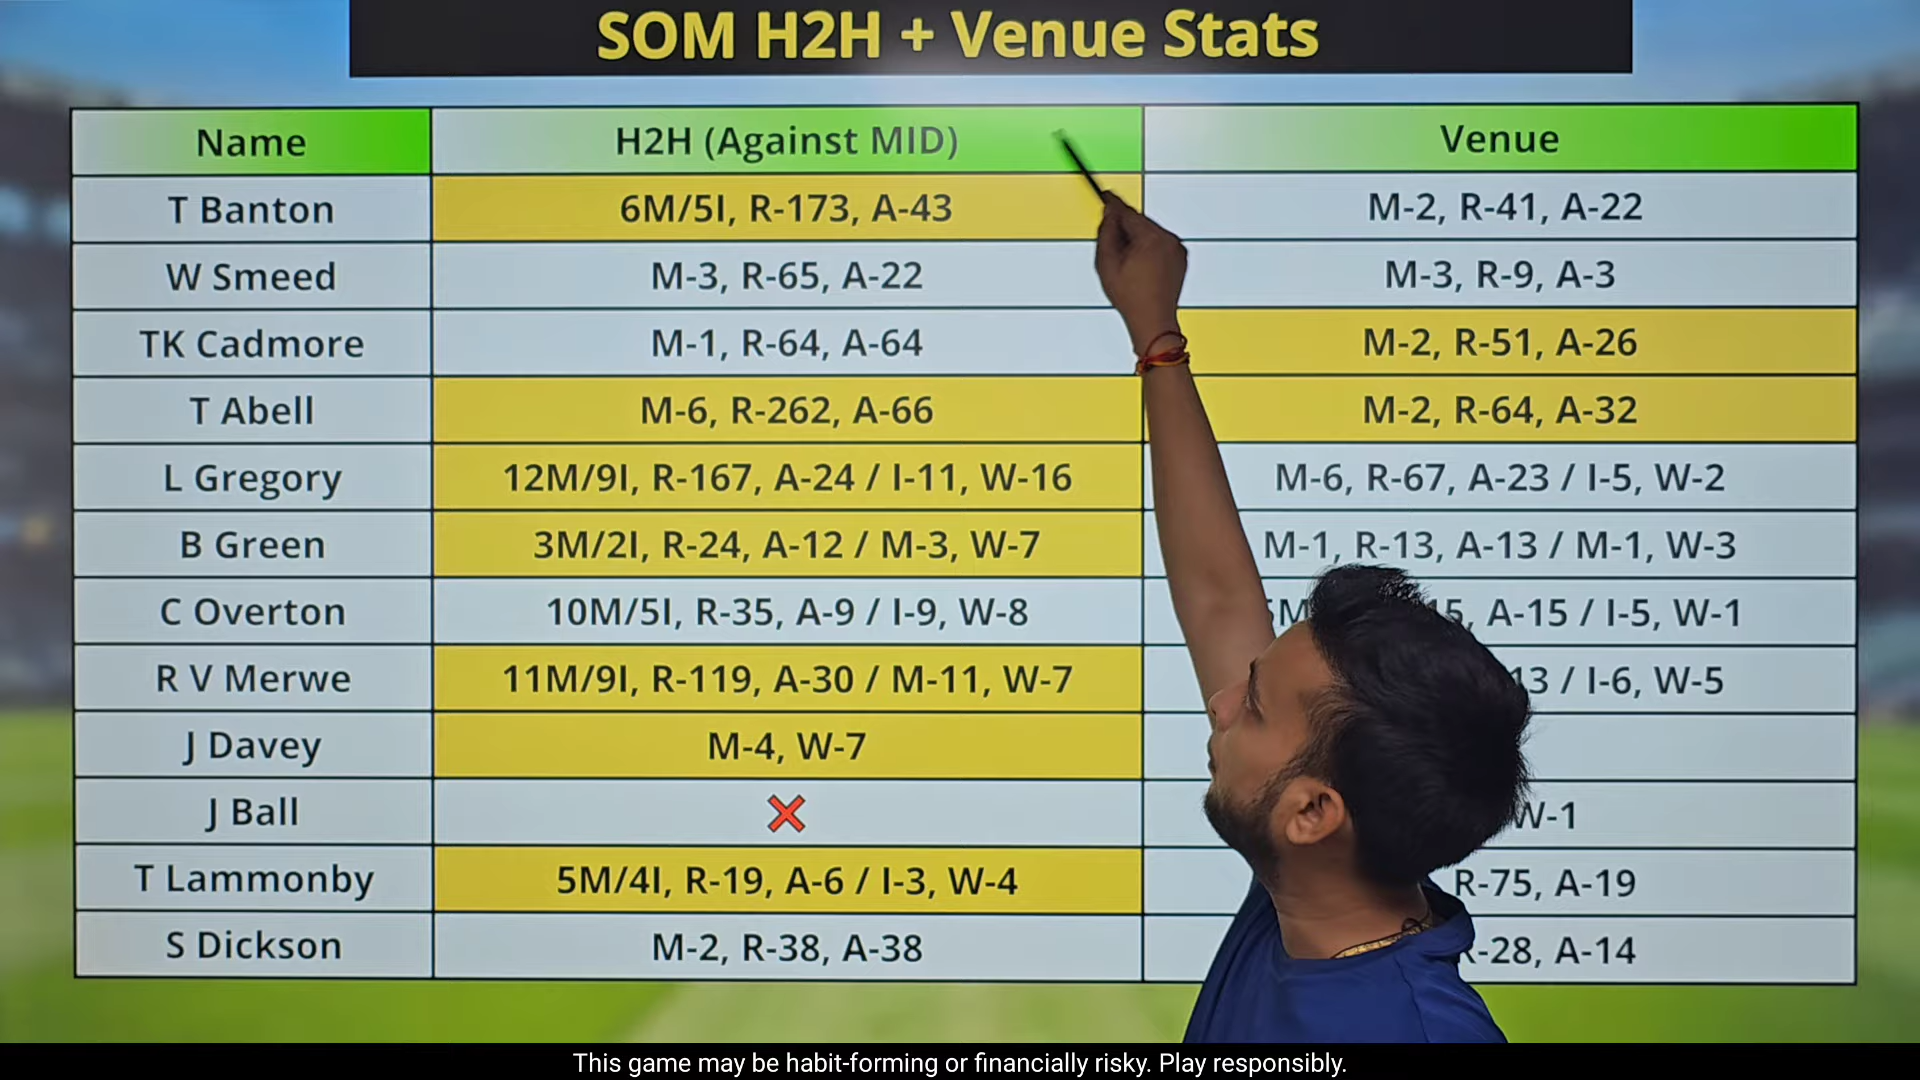 SOM H2H + Venue Stats
Name H2H (Against MID) Venue
T Banton 6M/5I, R-173, A-43 M-2, R-41, A-22
W Smeed M-3, R-65, A-22 M-3, R-9, A-3
TK Cadmore M-1, R-64, A-64 M-2, R-51, A-26
T Abell M-6, R-262, A-66 M-2, R-64, A-32
L Gregory 12M/9I, R-167, A-24 / I-11, W-16 M-6, R-67, A-23 / I-5, W-2
B Green 3M/2I, R-24, A-12 / M-3, W-7 M-1, R-13, A-13 / M-1, W-3
C Overton 10M/5I, R-35, A-9 / I-9, W-8 A-15 / I-5, W-1
R V Merwe 11M/9I, R-119, A-30 / M-11, W-7 / I-6, W-5
J Davey M-4, W-7
J Ball ❌ W-1
T Lammonby 5M/4I, R-19, A-6 / I-3, W-4 R-75, A-19
S Dickson M-2, R-38, A-38 R-28, A-14
This game may be habit-forming or financially risky. Play responsibly.